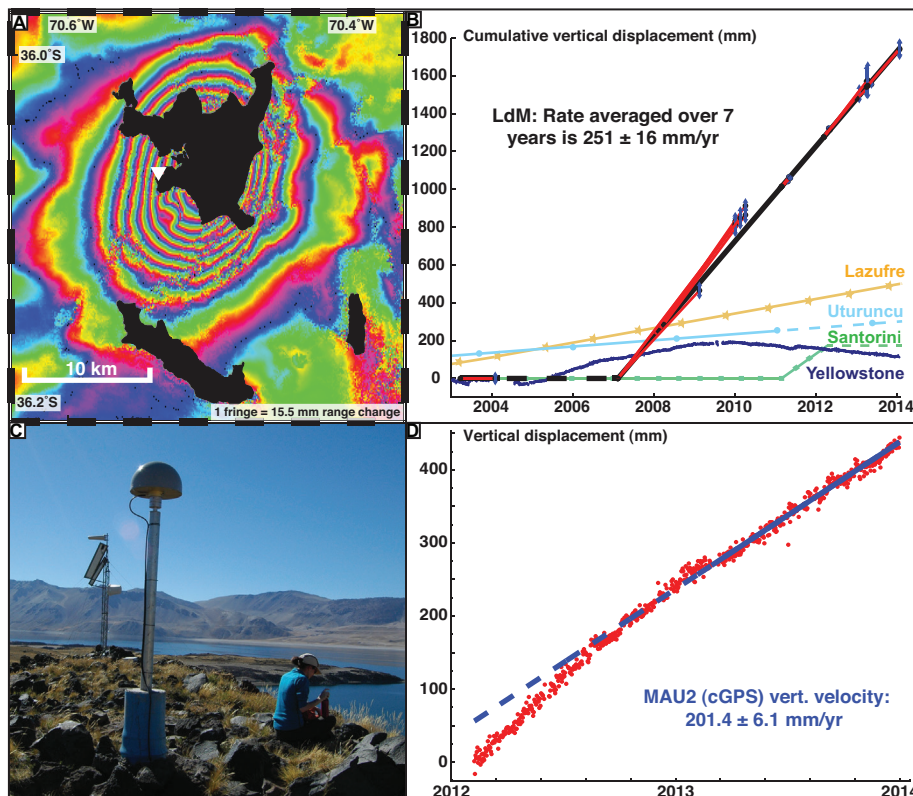 A
70.6°W
70.4°W
36.0°S
10 km
36.2°S
1 fringe = 15.5 mm range change
B
Cumulative vertical displacement (mm)
1800
1600
1400
1200
1000
800
600
400
200
0
LdM: Rate averaged over 7
years is 251 ± 16 mm/yr
Lazufre
Uturuncu
Santorini
Yellowstone
2004
2006
2008
2010
2012
2014
C
D
Vertical displacement (mm)
400
300
200
100
0
MAU2 (cGPS) vert. velocity:
201.4 ± 6.1 mm/yr
2012
2013
2014